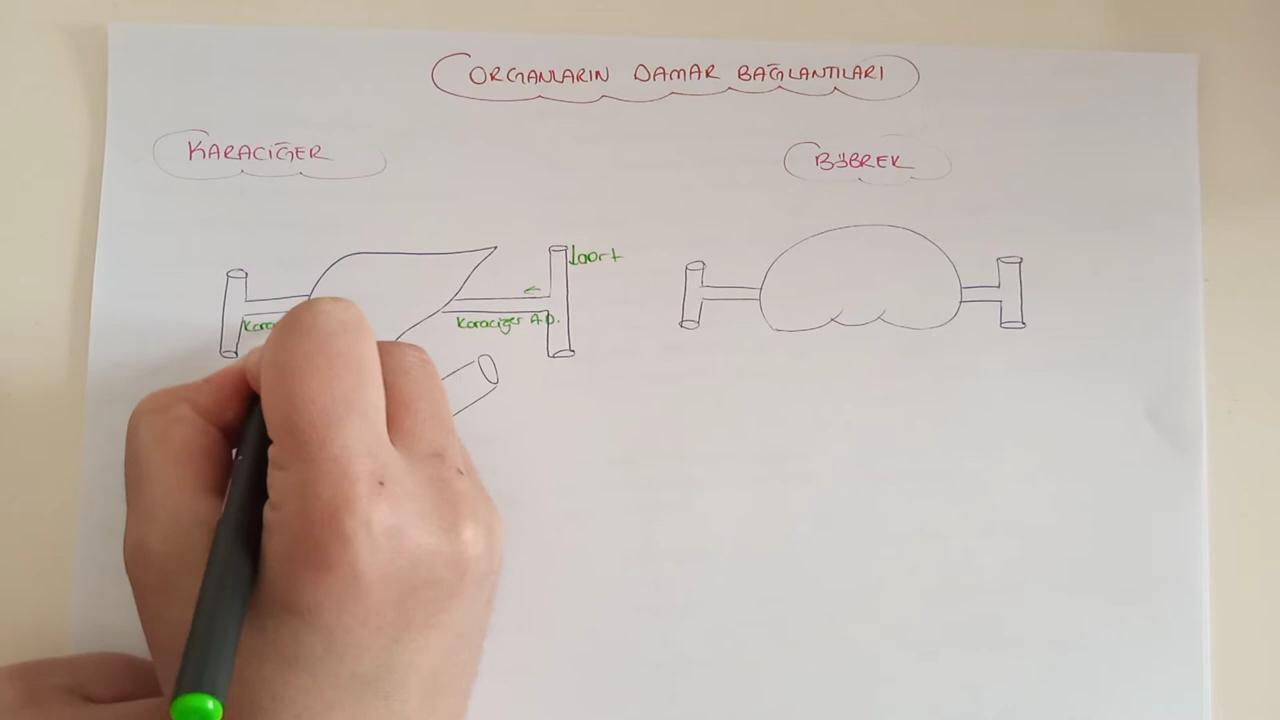 ORGANLARIN DAMAR BAĞLANTILARI
KARACİĞER
BÖBREK
Aort
Karaciğer A.D.